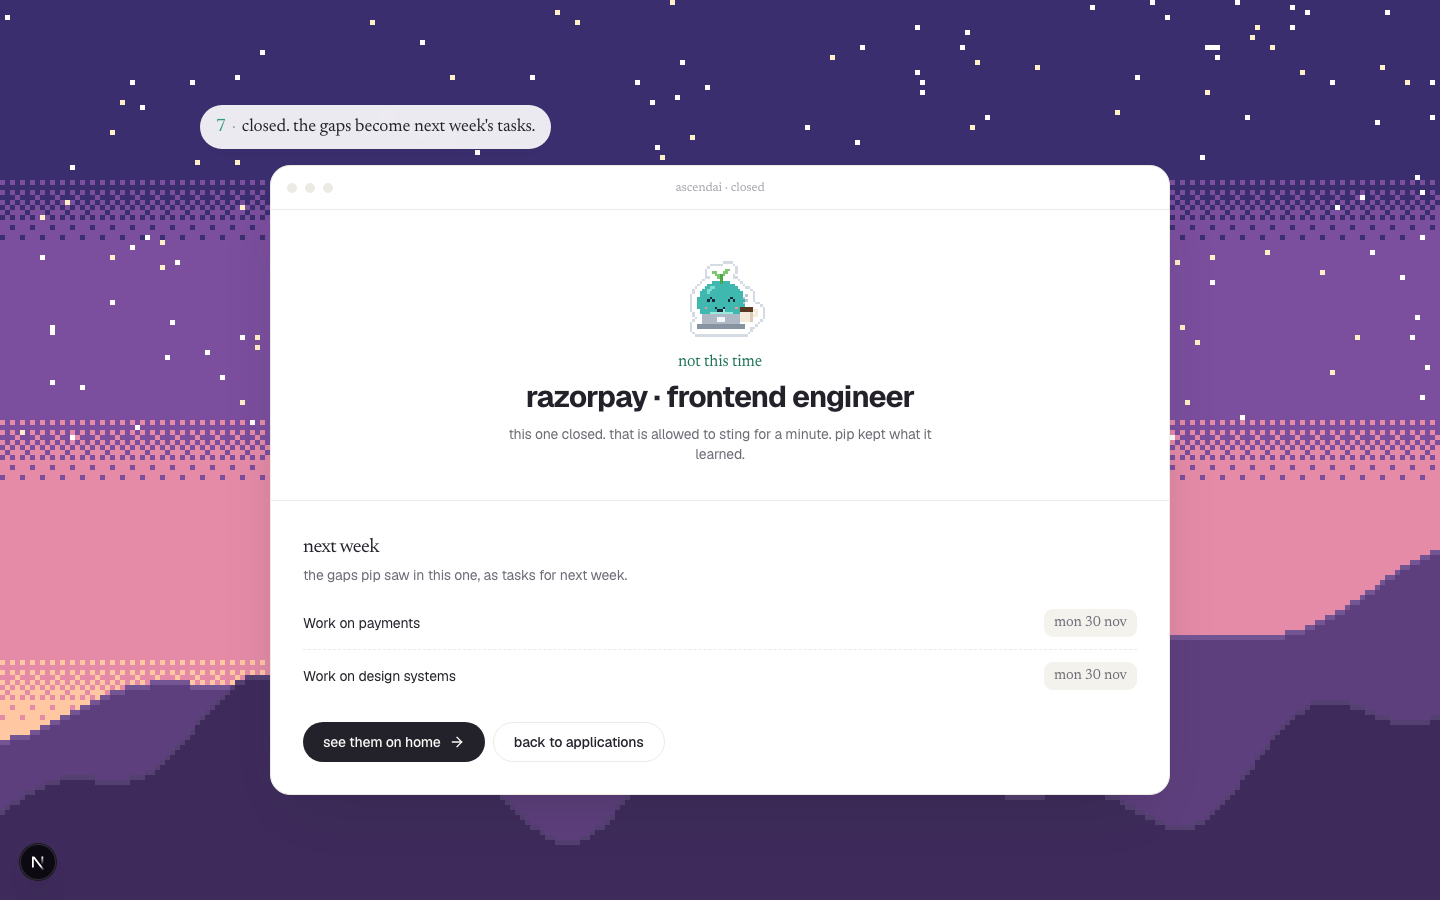 7 · closed. the gaps become next week's tasks.
ascendai · closed
not this time
razorpay · frontend engineer
this one closed. that is allowed to sting for a minute. pip kept what it
learned.
next week
the gaps pip saw in this one, as tasks for next week.
Work on payments
mon 30 nov
Work on design systems
mon 30 nov
see them on home →
back to applications
N